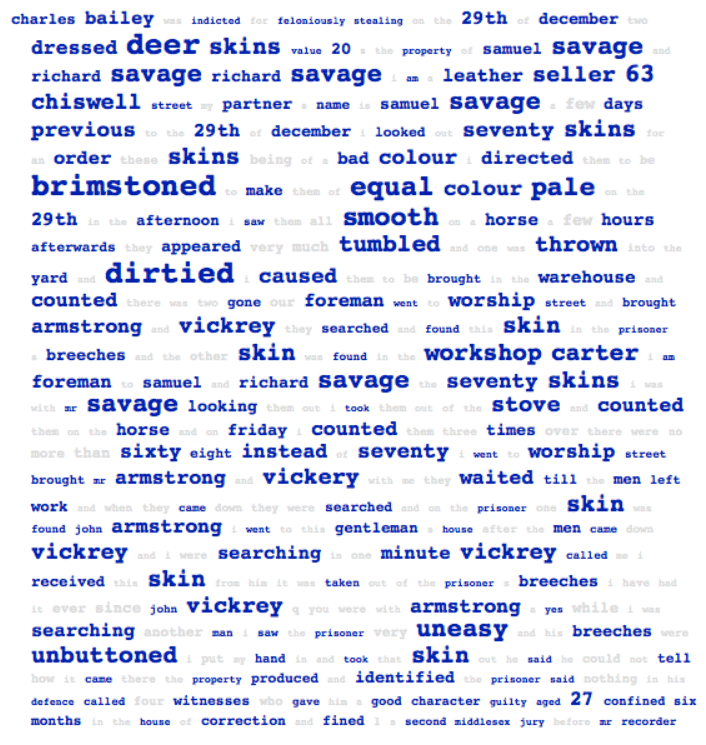 charles bailey was indicted for feloniously stealing on the 29th of december two
dressed deer skins value 20 s the property of samuel savage and
richard savage richard savage i am a leather seller 63
chiswell street my partner s name is samuel savage a few days
previous to the 29th of december i looked out seventy skins for
an order these skins being of a bad colour i directed them to be
brimstoned to make them of equal colour pale on the
29th in the afternoon i saw them all smooth on a horse a few hours
afterwards they appeared very much tumbled and one was thrown into the
yard and dirtied i caused them to be brought in the warehouse and
counted there was two gone our foreman went to worship street and brought
armstrong and vickrey they searched and found this skin in the prisoner
s breeches and the other skin was found in the workshop carter i am
foreman to samuel and richard savage the seventy skins i was
with mr savage looking them out i took them out of the stove and counted
them on the horse and on friday i counted them three times over there were no
more than sixty eight instead of seventy i went to worship street
brought mr armstrong and vickery with me they waited till the men left
work and when they came down they were searched and on the prisoner one skin was
found john armstrong i went to this gentleman s house after the men came down
vickrey and i were searching in one minute vickrey called me i
received this skin from him it was taken out of the prisoner s breeches i have had
it ever since john vickrey q you were with armstrong a yes while i was
searching another man i saw the prisoner very uneasy and his breeches were
unbuttoned i put my hand in and took that skin out he said he could not tell
how it came there the property produced and identified the prisoner said nothing in his
defence called four witnesses who gave him a good character guilty aged 27 confined six
months in the house of correction and fined 1 s second middlesex jury before mr recorder